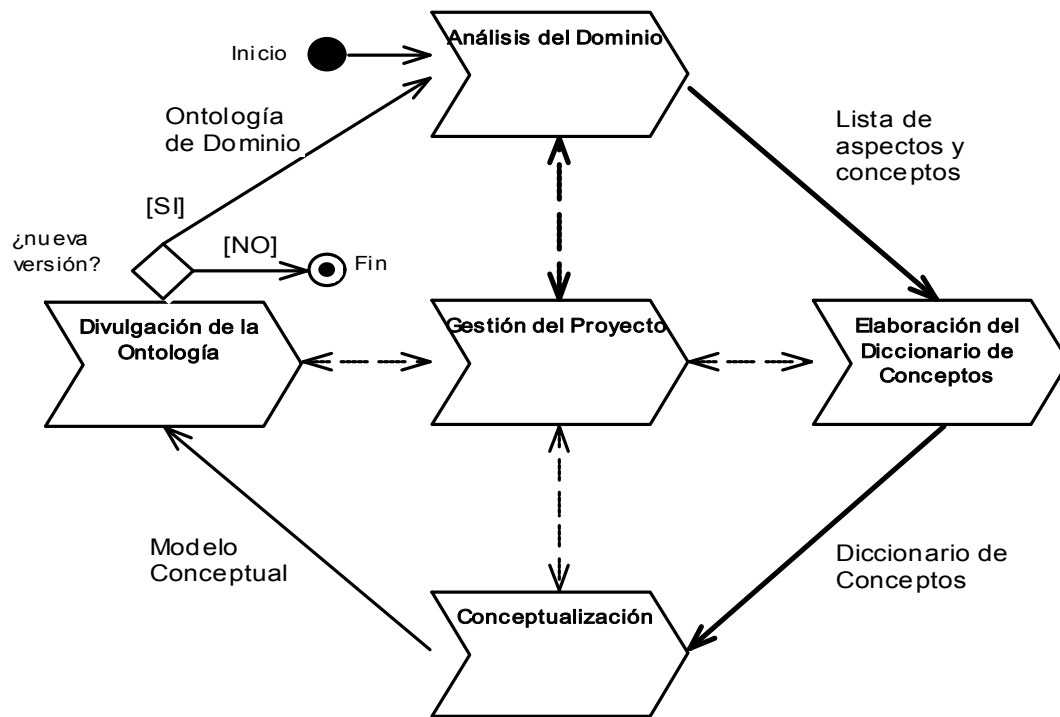 Análisis del Dominio
Inicio
Ontología
de Dominio
Lista de
aspectos y
conceptos
[SI]
¿nueva
versión?
[NO]
Fin
Divulgación de la
Ontología
Gestión del Proyecto
Elaboración del
Diccionario de
Conceptos
Modelo
Conceptual
Diccionario de
Conceptos
Conceptualización